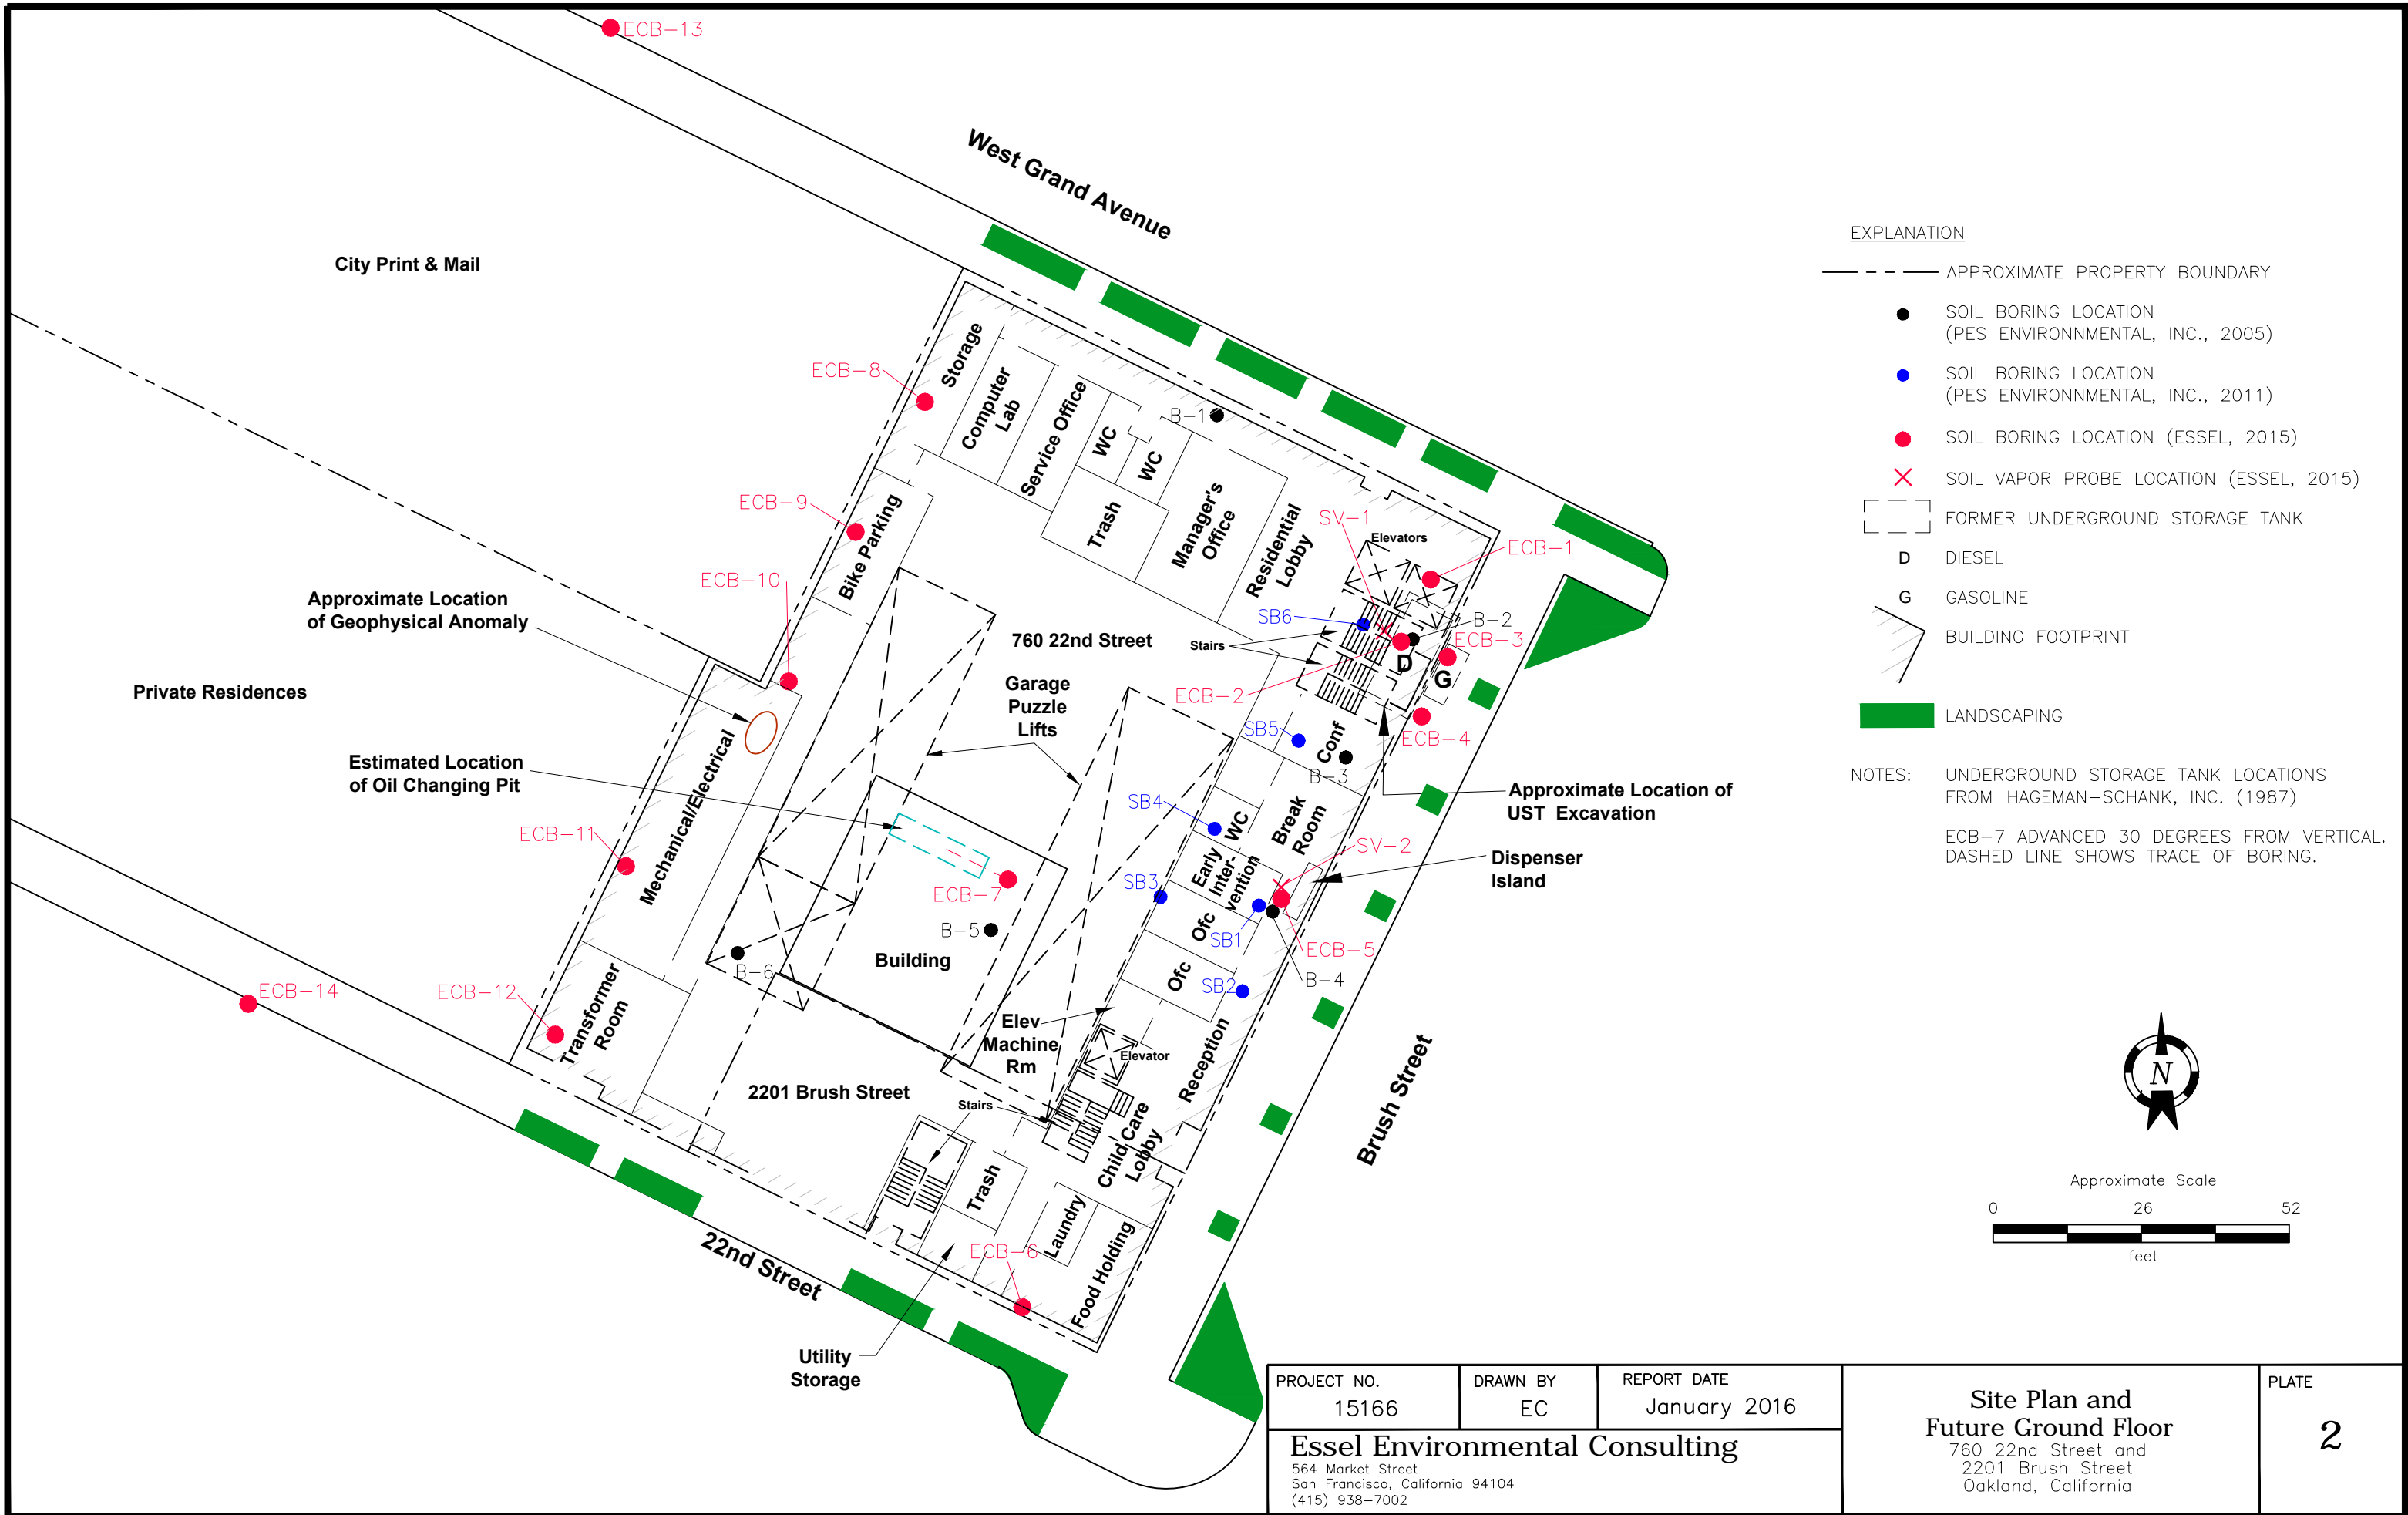 ECB-13
West Grand Avenue
City Print & Mail
EXPLANATION
APPROXIMATE PROPERTY BOUNDARY
SOIL BORING LOCATION
(PES ENVIRONNMENTAL, INC., 2005)
SOIL BORING LOCATION
(PES ENVIRONNMENTAL, INC., 2011)
SOIL BORING LOCATION (ESSEL, 2015)
SOIL VAPOR PROBE LOCATION (ESSEL, 2015)
FORMER UNDERGROUND STORAGE TANK
D DIESEL
G GASOLINE
BUILDING FOOTPRINT
LANDSCAPING
NOTES: UNDERGROUND STORAGE TANK LOCATIONS
FROM HAGEMAN-SCHANK, INC. (1987)
ECB-7 ADVANCED 30 DEGREES FROM VERTICAL.
DASHED LINE SHOWS TRACE OF BORING.
ECB-8
Storage
Computer
Lab
Service Office
WC
WC
B-1
Trash
Manager's
Office
Residential
Lobby
SV-1
Elevators
ECB-1
ECB-9
Bike Parking
ECB-10
Approximate Location
of Geophysical Anomaly
760 22nd Street
SB6
Stairs
B-2
ECB-3
D
G
ECB-2
Private Residences
Garage
Puzzle
Lifts
SB5
Conf
B-3
ECB-4
Estimated Location
of Oil Changing Pit
Mechanical/Electrical
Approximate Location of
UST Excavation
SB4
WC
Break
Room
SV-2
Dispenser
Island
ECB-11
ECB-7
SB3
Early
Inter-
vention
Ofc
SB1
ECB-5
B-4
B-5
Building
B-6
Ofc
SB2
ECB-14
ECB-12
Transformer
Room
Elev
Machine
Rm
Elevator
Reception
Brush Street
2201 Brush Street
Stairs
Child Care
Lobby
Trash
Laundry
Food Holding
ECB-6
22nd Street
Utility
Storage
N
Approximate Scale
0 26 52
feet
PROJECT NO.
15166
DRAWN BY
EC
REPORT DATE
January 2016
Essel Environmental Consulting
564 Market Street
San Francisco, California 94104
(415) 938-7002
Site Plan and
Future Ground Floor
760 22nd Street and
2201 Brush Street
Oakland, California
PLATE
2